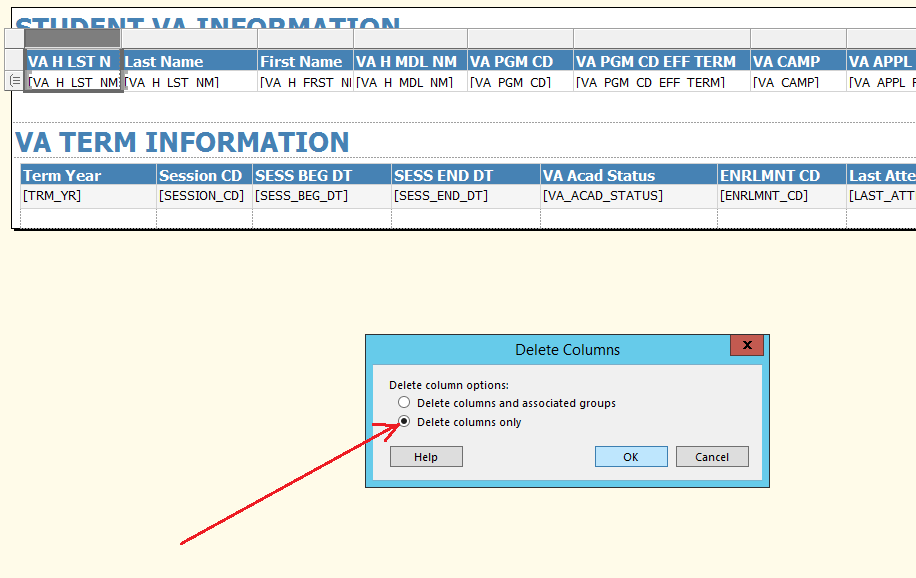 STUDENT VA INFORMATION
VA H LST N Last Name First Name VA H MDL NM VA PGM CD VA PGM CD EFF TERM VA CAMP VA APPL
[VA_H_LST_NM] [VA_H_LST_NM] [VA_H_FRST_N [VA_H_MDL_NM] [VA_PGM_CD] [VA_PGM_CD_EFF_TERM] [VA_CAMP] [VA_APPL_
VA TERM INFORMATION
Term Year Session CD SESS BEG DT SESS END DT VA Acad Status ENRLMNT CD Last Atte
[TRM_YR] [SESSION_CD] [SESS_BEG_DT] [SESS_END_DT] [VA_ACAD_STATUS] [ENRLMNT_CD] [LAST_ATT
Delete Columns
x
Delete column options:
Delete columns and associated groups
Delete columns only
Help OK Cancel